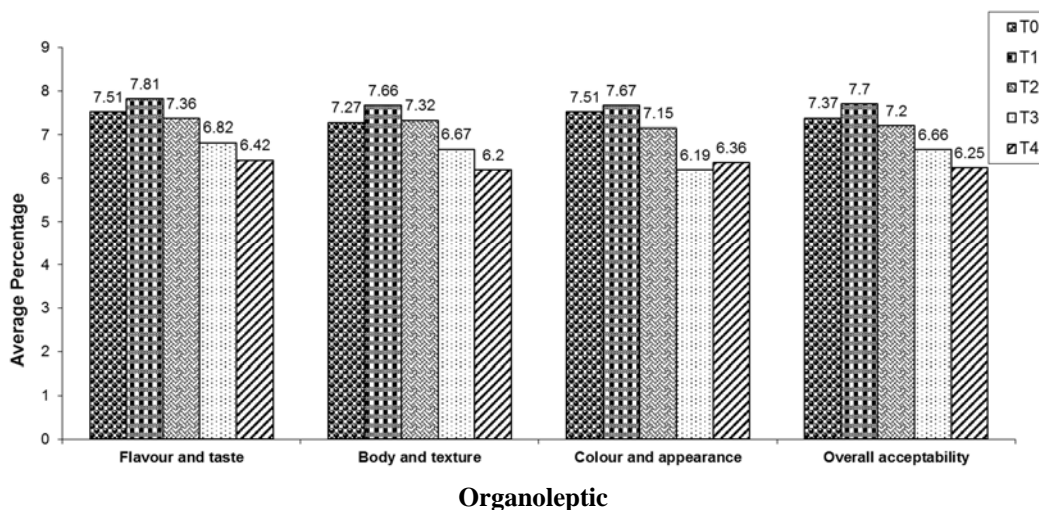 T0
T1
T2
T3
T4
Average Percentage
9
8
7
6
5
4
3
2
1
0
7.51
7.81
7.36
6.82
6.42
7.27
7.66
7.32
6.67
6.2
7.51
7.67
7.15
6.19
6.36
7.37
7.7
7.2
6.66
6.25
Flavour and taste
Body and texture
Colour and appearance
Overall acceptability
Organoleptic